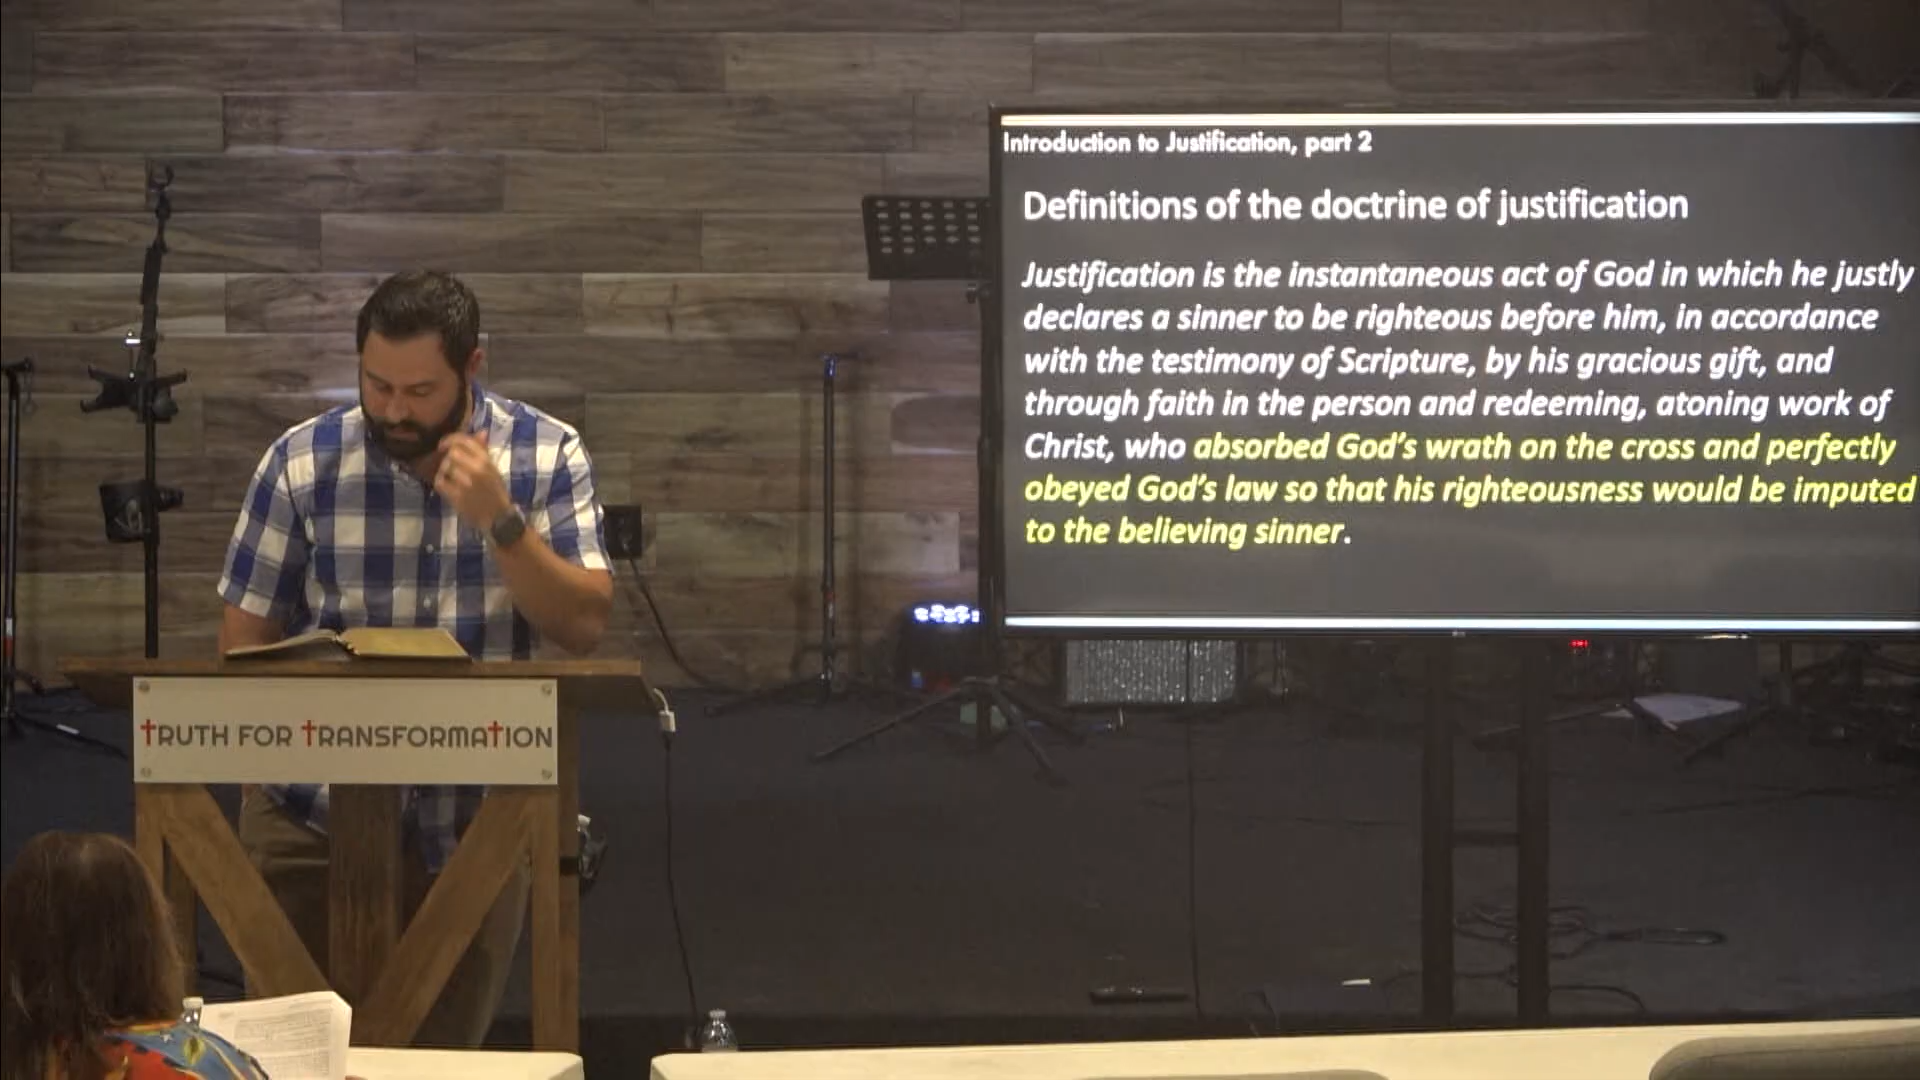 Introduction to Justification, part 2
Definitions of the doctrine of justification
Justification is the instantaneous act of God in which he justly
declares a sinner to be righteous before him, in accordance
with the testimony of Scripture, by his gracious gift, and
through faith in the person and redeeming, atoning work of
Christ, who absorbed God's wrath on the cross and perfectly
obeyed God's law so that his righteousness would be imputed
to the believing sinner.
TRUTH FOR TRANSFORMATION